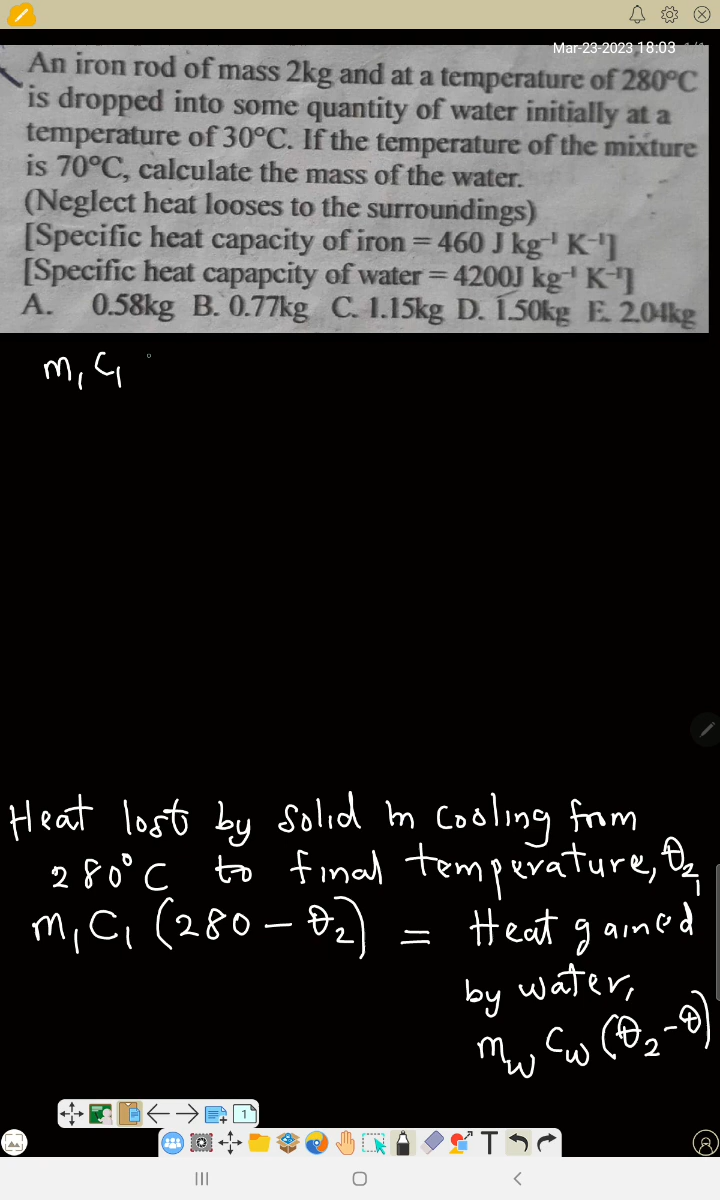 Mar-23-2023 18:03 1/1
An iron rod of mass 2kg and at a temperature of 280°C
is dropped into some quantity of water initially at a
temperature of 30°C. If the temperature of the mixture
is 70°C, calculate the mass of the water.
(Neglect heat looses to the surroundings)
[Specific heat capacity of iron = 460 J kg⁻¹ K⁻¹]
[Specific heat capapcity of water = 4200J kg⁻¹ K⁻¹]
A. 0.58kg B. 0.77kg C. 1.15kg D. 1.50kg E. 2.04kg
m₁ C₁
Heat lost by solid in cooling from
280°C to final temperature, θ₂,
m₁C₁ (280 - θ₂) = Heat gained
by water,
m_w C_w (θ₂-θ)
1
T